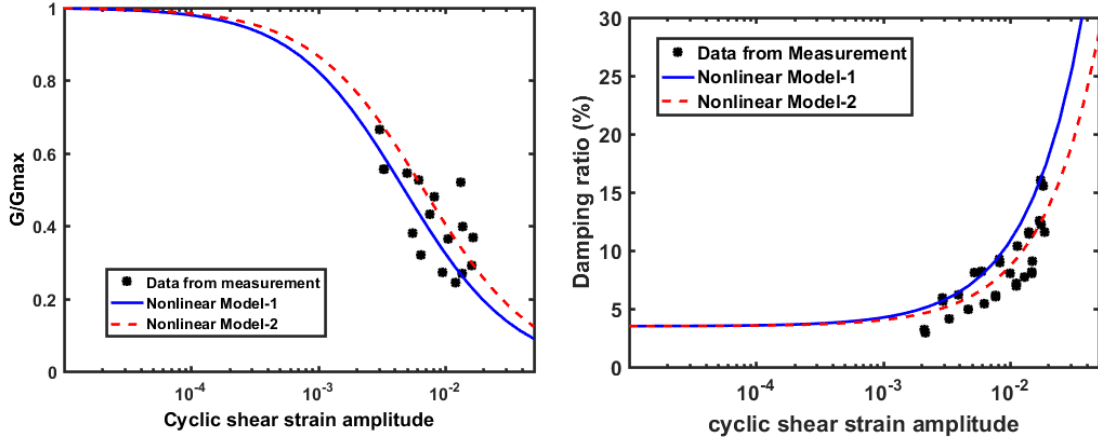 1
0.8
0.6
0.4
0.2
0
G/Gmax
Data from measurement
Nonlinear Model-1
Nonlinear Model-2
10-4
10-3
10-2
Cyclic shear strain amplitude
30
25
20
15
10
5
0
Damping ratio (%)
Data from Measurement
Nonlinear Model-1
Nonlinear Model-2
10-4
10-3
10-2
cyclic shear strain amplitude